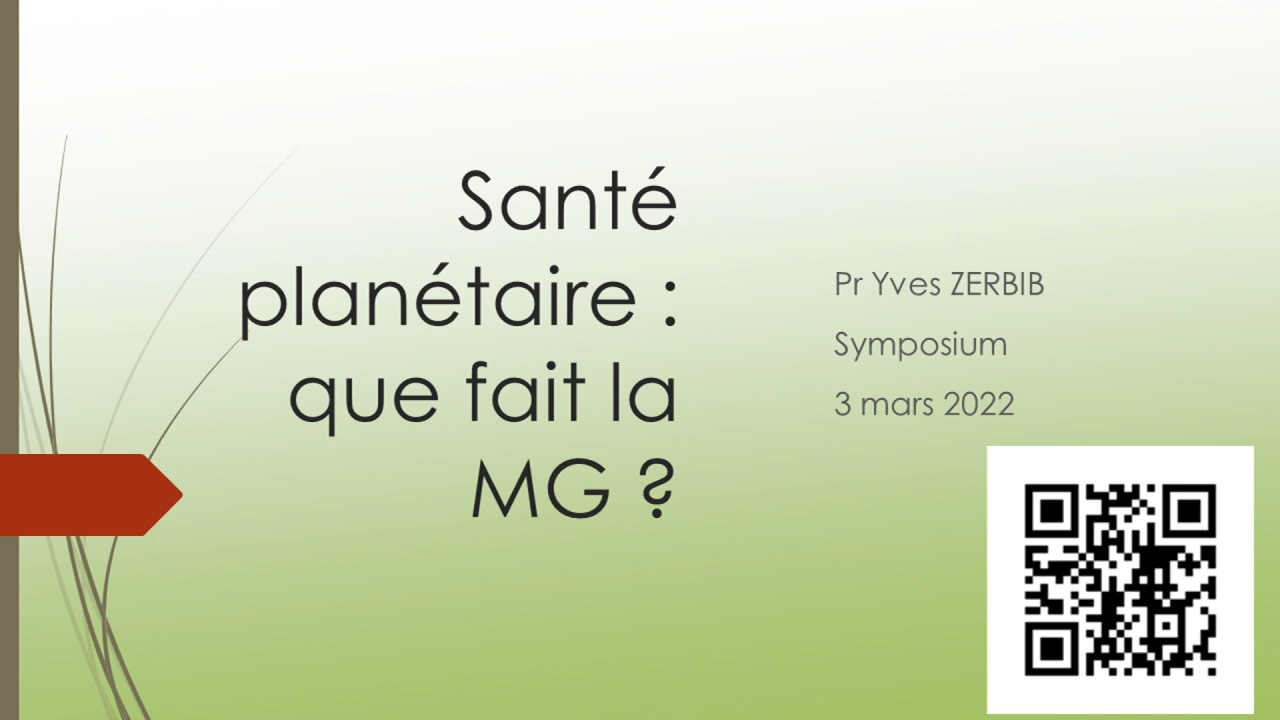 Santé
planétaire :
que fait la
MG ?
Pr Yves ZERBIB
Symposium
3 mars 2022